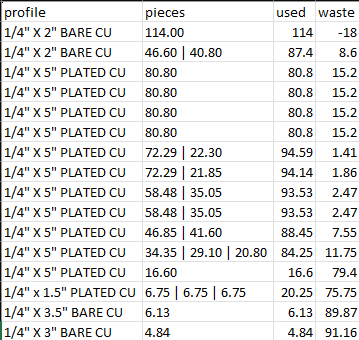 profile pieces used waste
1/4" X 2" BARE CU 114.00 114 -18
1/4" X 2" BARE CU 46.60 | 40.80 87.4 8.6
1/4" X 5" PLATED CU 80.80 80.8 15.2
1/4" X 5" PLATED CU 80.80 80.8 15.2
1/4" X 5" PLATED CU 80.80 80.8 15.2
1/4" X 5" PLATED CU 80.80 80.8 15.2
1/4" X 5" PLATED CU 72.29 | 22.30 94.59 1.41
1/4" X 5" PLATED CU 72.29 | 21.85 94.14 1.86
1/4" X 5" PLATED CU 58.48 | 35.05 93.53 2.47
1/4" X 5" PLATED CU 58.48 | 35.05 93.53 2.47
1/4" X 5" PLATED CU 46.85 | 41.60 88.45 7.55
1/4" X 5" PLATED CU 34.35 | 29.10 | 20.80 84.25 11.75
1/4" X 5" PLATED CU 16.60 16.6 79.4
1/4" x 1.5" PLATED CU 6.75 | 6.75 | 6.75 20.25 75.75
1/4" X 3.5" BARE CU 6.13 6.13 89.87
1/4" X 3" BARE CU 4.84 4.84 91.16